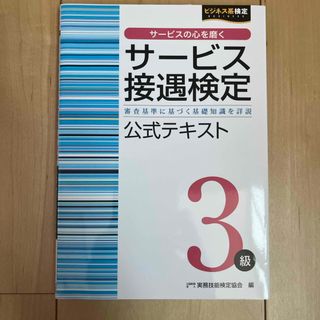 ビジネス系検定
BUSINESS
サービスの心を磨く
サービス
接遇検定
審査基準に基づく基礎知識を詳説
公式テキスト
3
級
実務技能検定協会 編